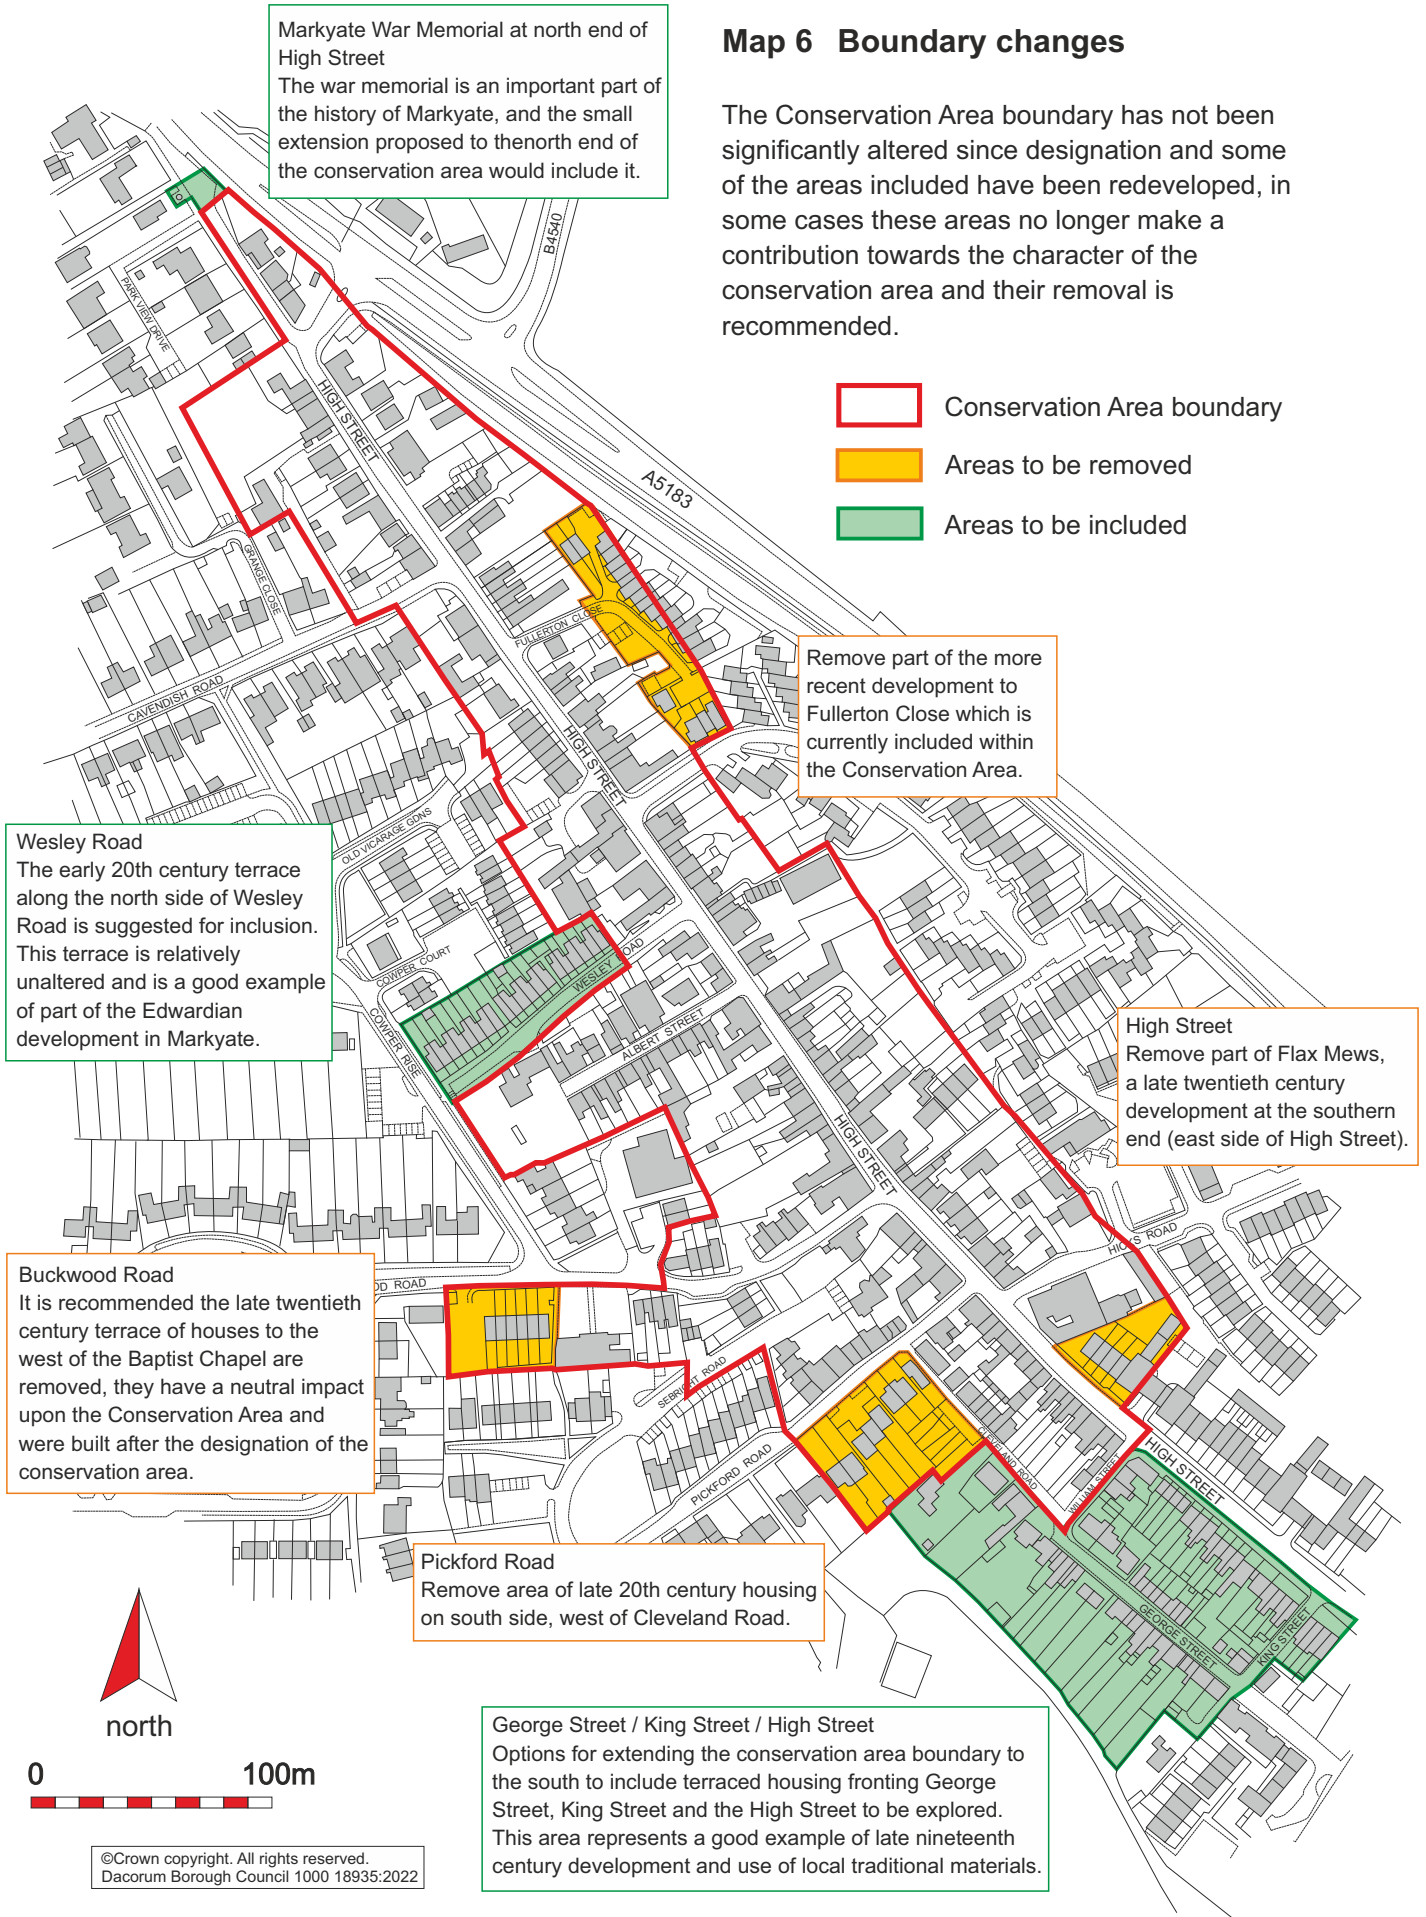 Markyate War Memorial at north end of
High Street
The war memorial is an important part of
the history of Markyate, and the small
extension proposed to thenorth end of
the conservation area would include it.
Map 6 Boundary changes
The Conservation Area boundary has not been
significantly altered since designation and some
of the areas included have been redeveloped, in
some cases these areas no longer make a
contribution towards the character of the
conservation area and their removal is
recommended.
Conservation Area boundary
Areas to be removed
Areas to be included
B4540
PARK VIEW DRIVE
HIGH STREET
A5183
GRANGE CLOSE
FULLERTON CLOSE
CAVENDISH ROAD
HIGH STREET
Remove part of the more
recent development to
Fullerton Close which is
currently included within
the Conservation Area.
OLD VICARAGE GDNS
Wesley Road
The early 20th century terrace
along the north side of Wesley
Road is suggested for inclusion.
This terrace is relatively
unaltered and is a good example
of part of the Edwardian
development in Markyate.
COWPER COURT
WESLEY ROAD
COWPER RISE
ALBERT STREET
High Street
Remove part of Flax Mews,
a late twentieth century
development at the southern
end (east side of High Street).
HIGH STREET
HICKS ROAD
OD ROAD
Buckwood Road
It is recommended the late twentieth
century terrace of houses to the
west of the Baptist Chapel are
removed, they have a neutral impact
upon the Conservation Area and
were built after the designation of the
conservation area.
SEBRIGHT ROAD
PICKFORD ROAD
CLEVELAND ROAD
WILLIAM STREET
HIGH STREET
Pickford Road
Remove area of late 20th century housing
on south side, west of Cleveland Road.
GEORGE STREET
KING STREET
north
0 100m
George Street / King Street / High Street
Options for extending the conservation area boundary to
the south to include terraced housing fronting George
Street, King Street and the High Street to be explored.
This area represents a good example of late nineteenth
century development and use of local traditional materials.
©Crown copyright. All rights reserved.
Dacorum Borough Council 1000 18935:2022